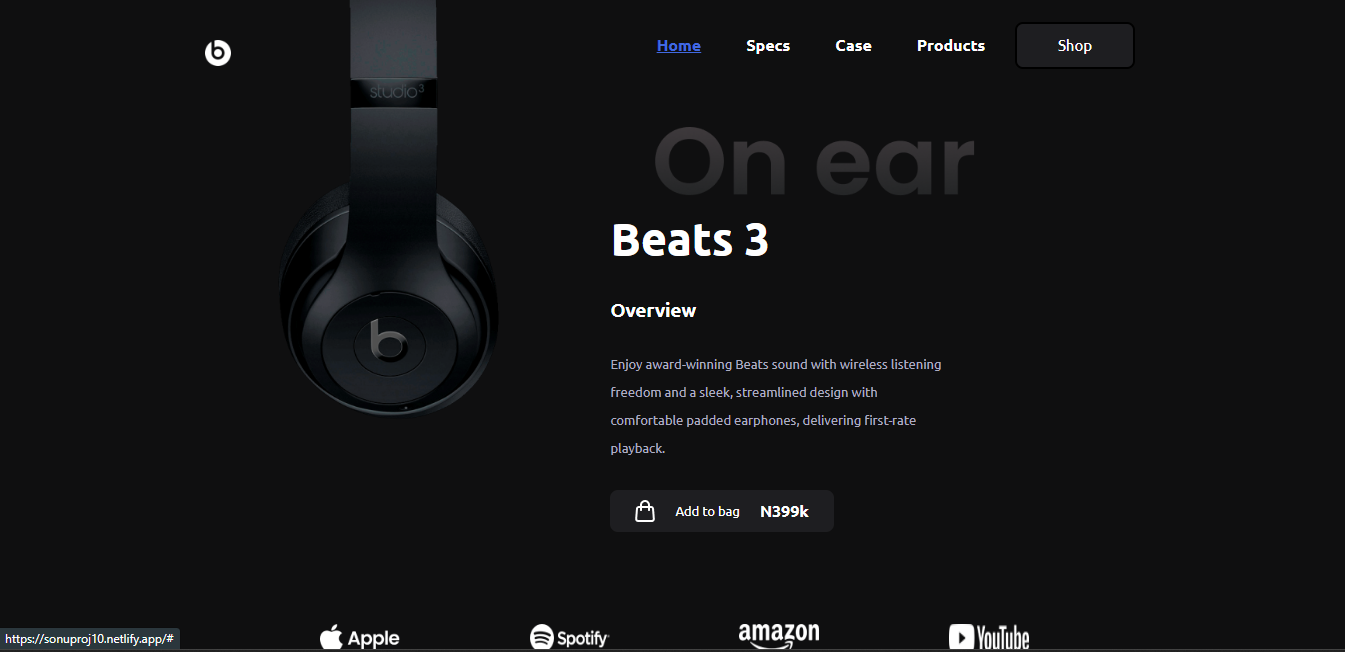 b
Home Specs Case Products Shop
studio3
On ear
Beats 3
Overview
Enjoy award-winning Beats sound with wireless listening
freedom and a sleek, streamlined design with
comfortable padded earphones, delivering first-rate
playback.
b
Add to bag N399k
https://sonuproj10.netlify.app/#
Apple Spotify amazon YouTube